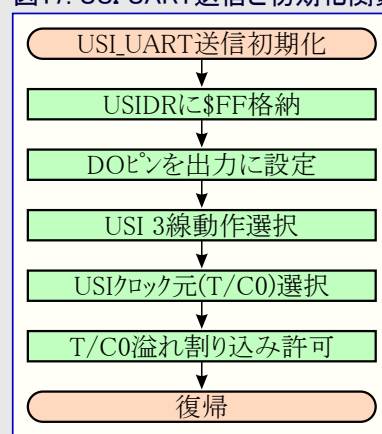 図17. USI UART送信と初期化関数
USI_UART送信初期化
USIDRに$FF格納
DOﾋﾟﾝを出力に設定
USI 3線動作選択
USIｸﾛｯｸ元(T/C0)選択
T/C0溢れ割り込み許可
復帰